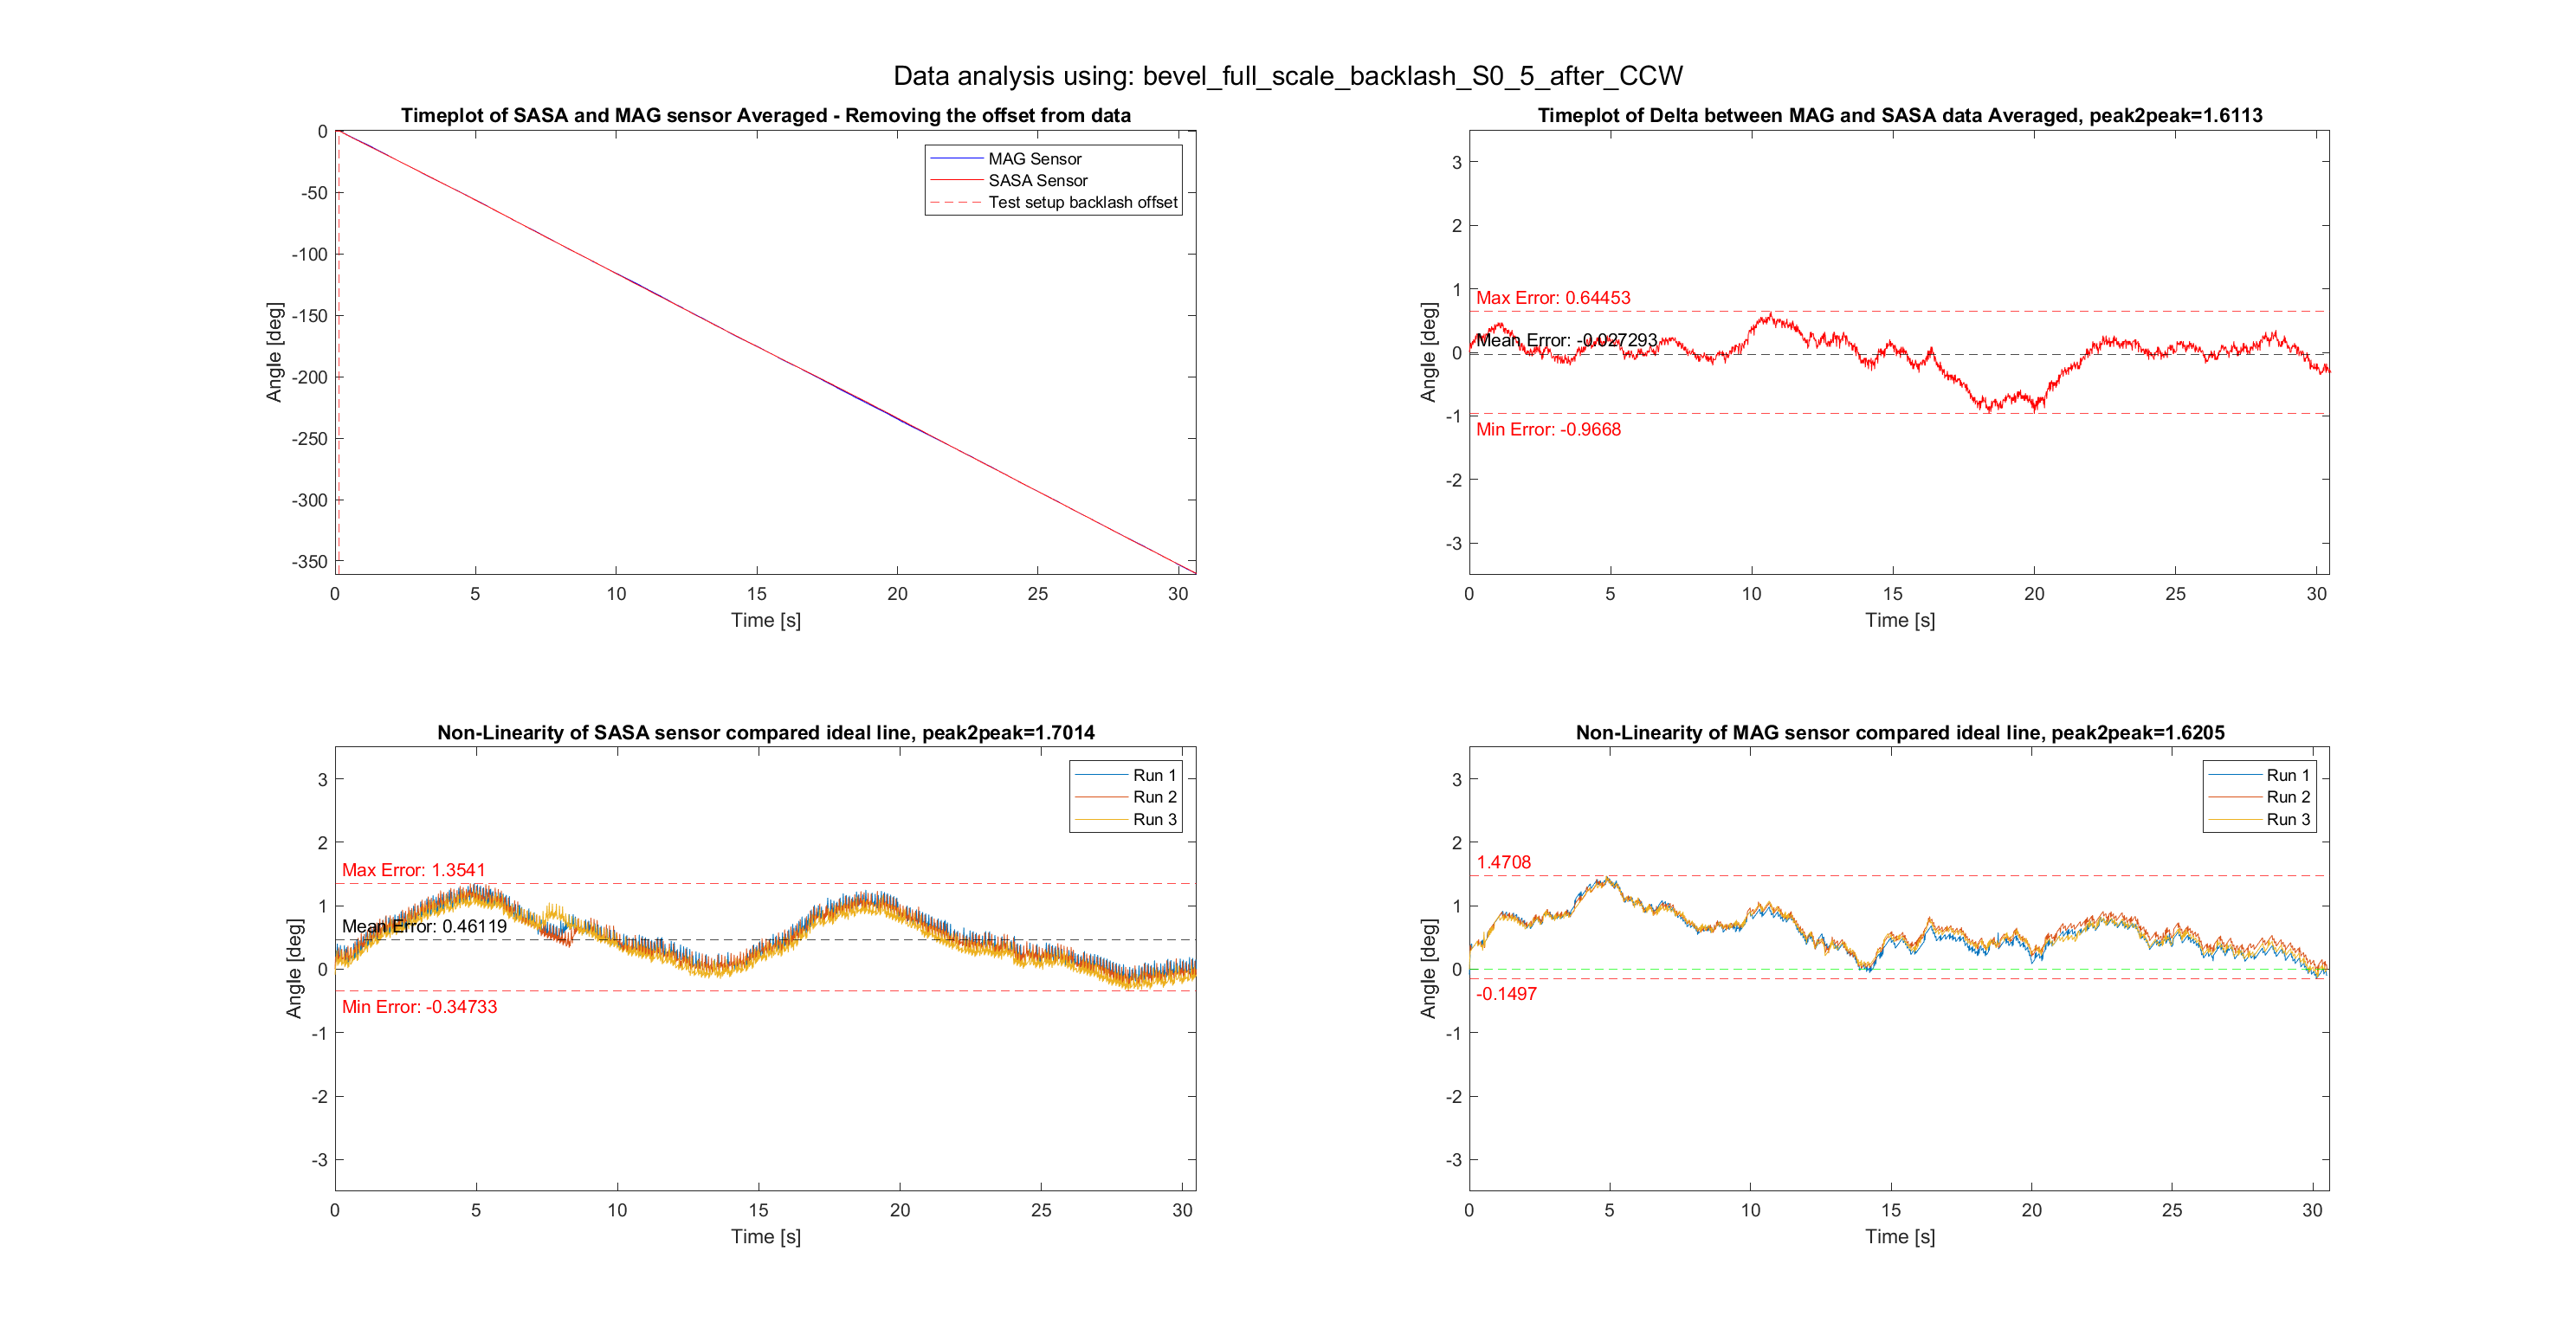 Data analysis using: bevel_full_scale_backlash_S0_5_after_CCW
Timeplot of SASA and MAG sensor Averaged - Removing the offset from data
0
-50
-100
-150
-200
-250
-300
-350
Angle [deg]
MAG Sensor
SASA Sensor
Test setup backlash offset
0 5 10 15 20 25 30
Time [s]
Timeplot of Delta between MAG and SASA data Averaged, peak2peak=1.6113
3
2
1
0
-1
-2
-3
Angle [deg]
Max Error: 0.64453
Mean Error: -0.027293
Min Error: -0.9668
0 5 10 15 20 25 30
Time [s]
Non-Linearity of SASA sensor compared ideal line, peak2peak=1.7014
3
2
1
0
-1
-2
-3
Angle [deg]
Run 1
Run 2
Run 3
Max Error: 1.3541
Mean Error: 0.46119
Min Error: -0.34733
0 5 10 15 20 25 30
Time [s]
Non-Linearity of MAG sensor compared ideal line, peak2peak=1.6205
3
2
1
0
-1
-2
-3
Angle [deg]
Run 1
Run 2
Run 3
1.4708
-0.1497
0 5 10 15 20 25 30
Time [s]